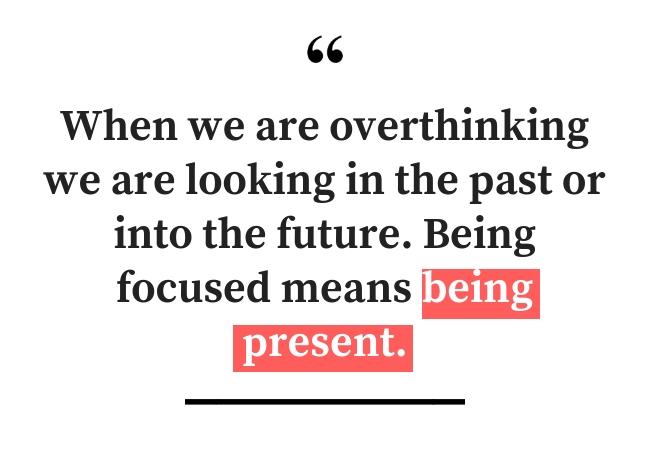 “
When we are overthinking
we are looking in the past or
into the future. Being
focused means being
present.